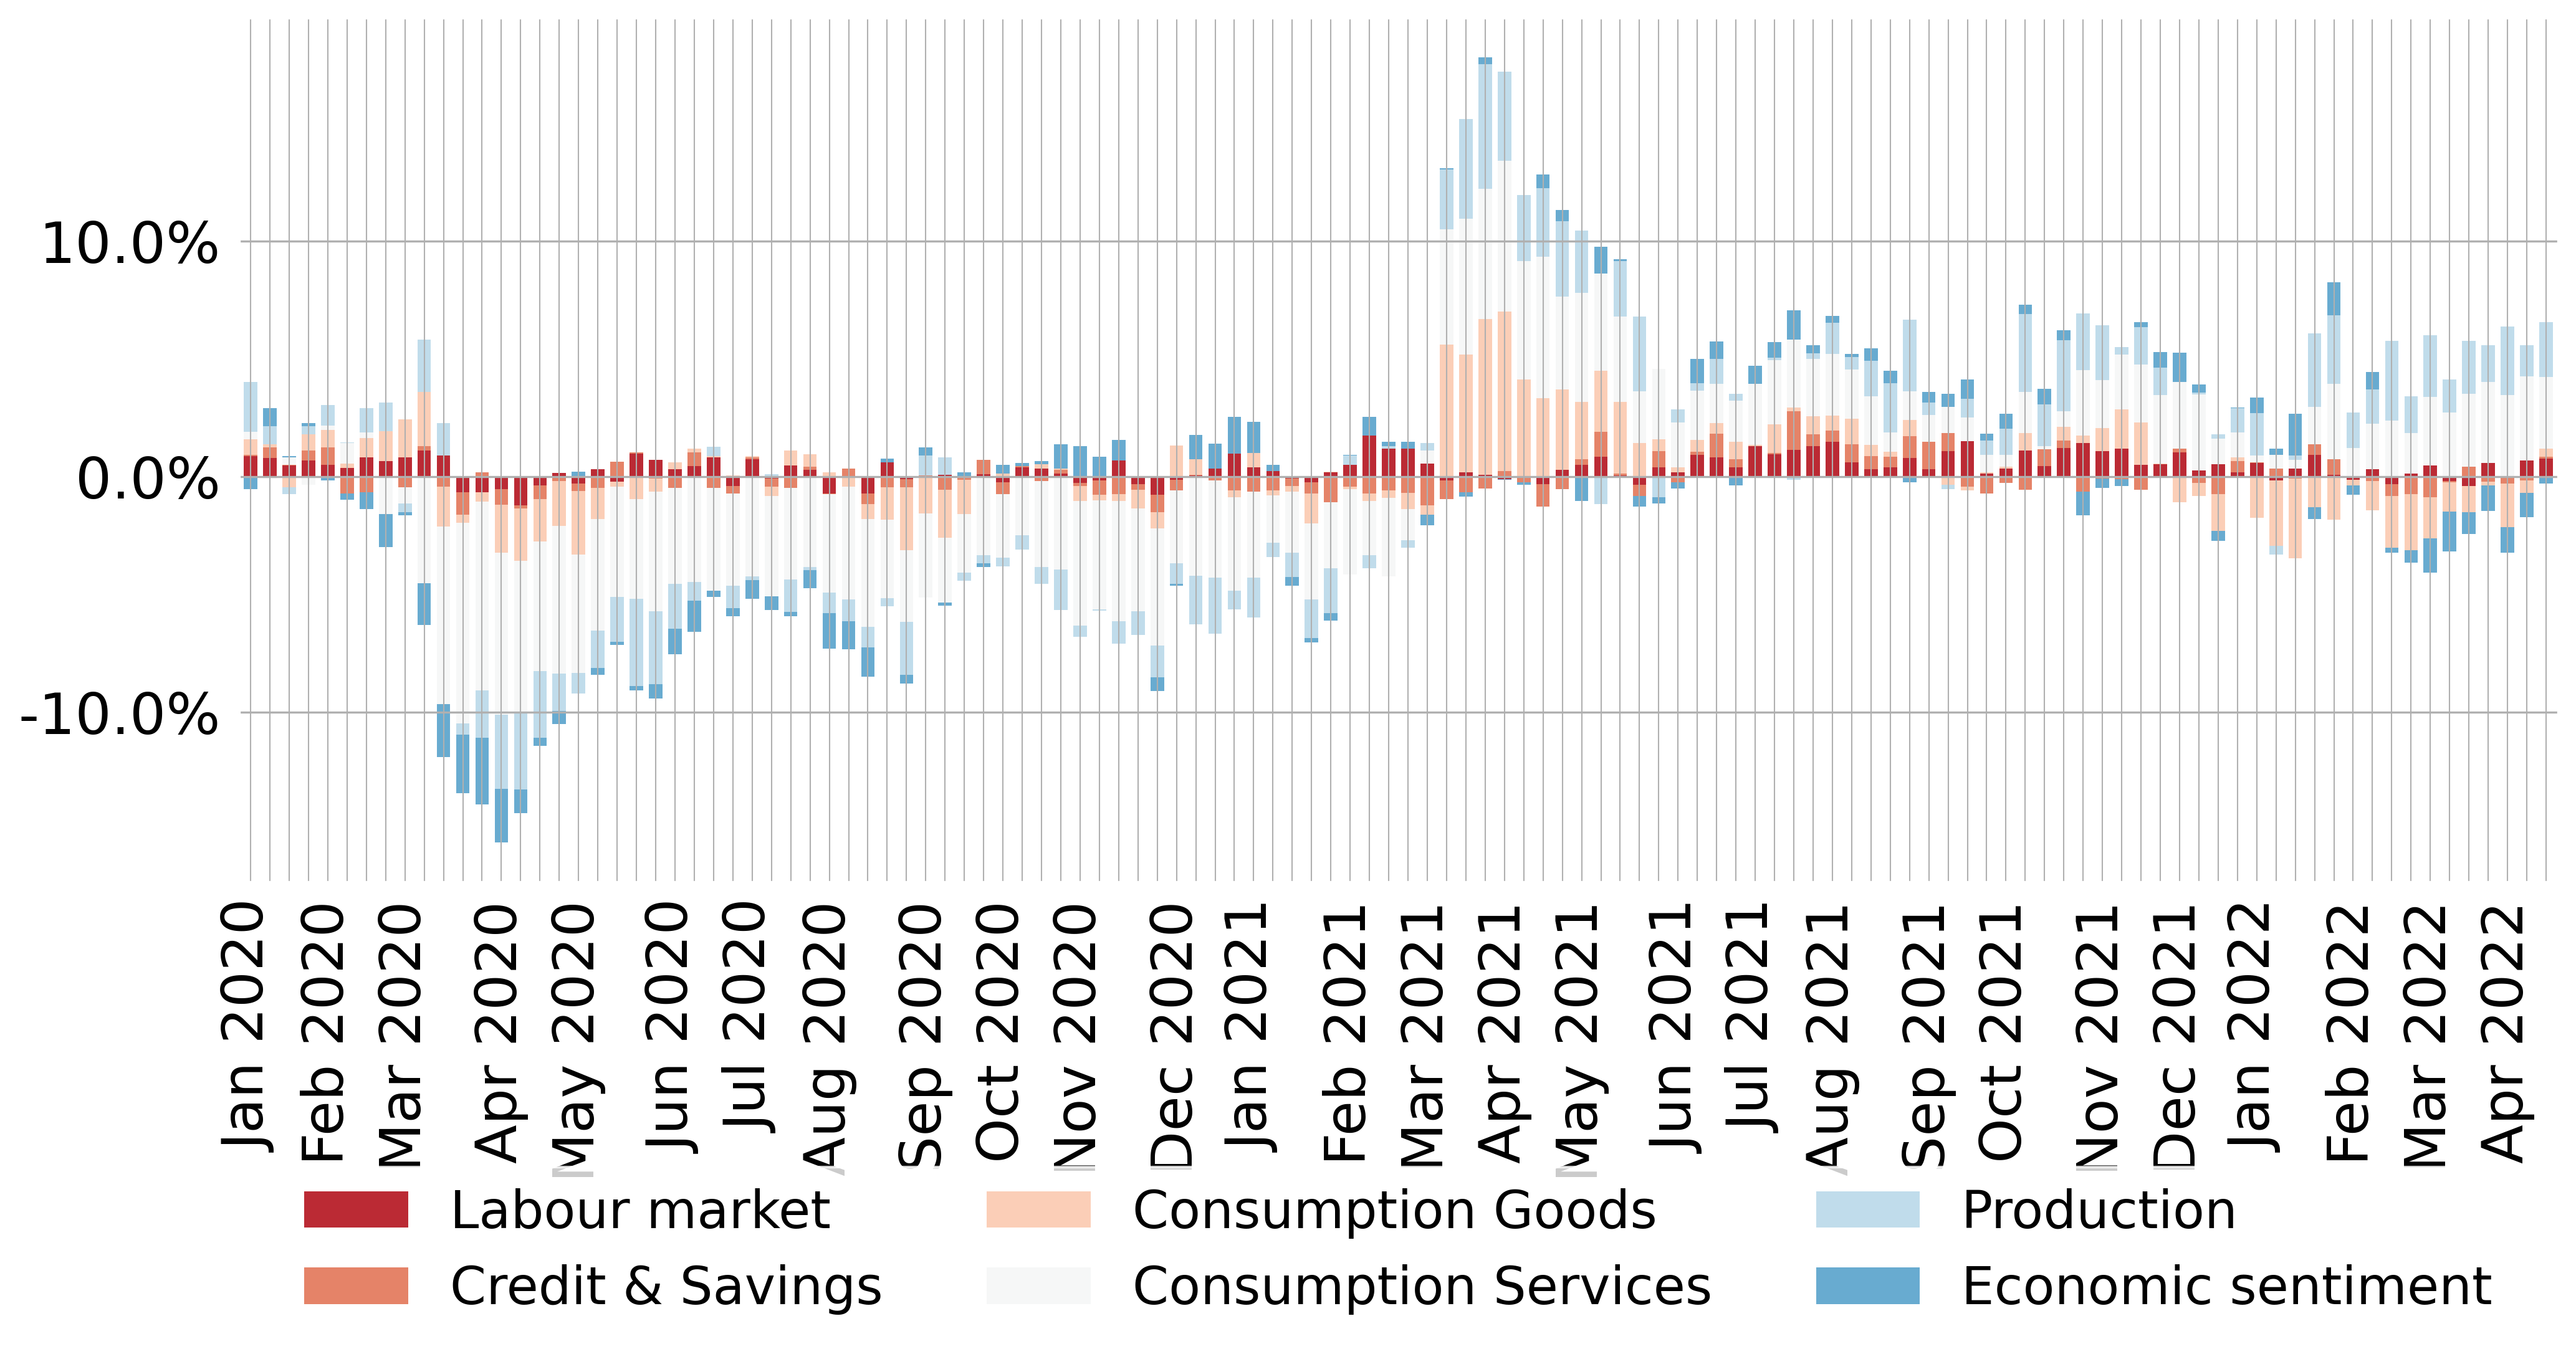 10.0%
0.0%
-10.0%
Jan 2020
Feb 2020
Mar 2020
Apr 2020
May 2020
Jun 2020
Jul 2020
Aug 2020
Sep 2020
Oct 2020
Nov 2020
Dec 2020
Jan 2021
Feb 2021
Mar 2021
Apr 2021
May 2021
Jun 2021
Jul 2021
Aug 2021
Sep 2021
Oct 2021
Nov 2021
Dec 2021
Jan 2022
Feb 2022
Mar 2022
Apr 2022
Labour market
Credit & Savings
Consumption Goods
Consumption Services
Production
Economic sentiment